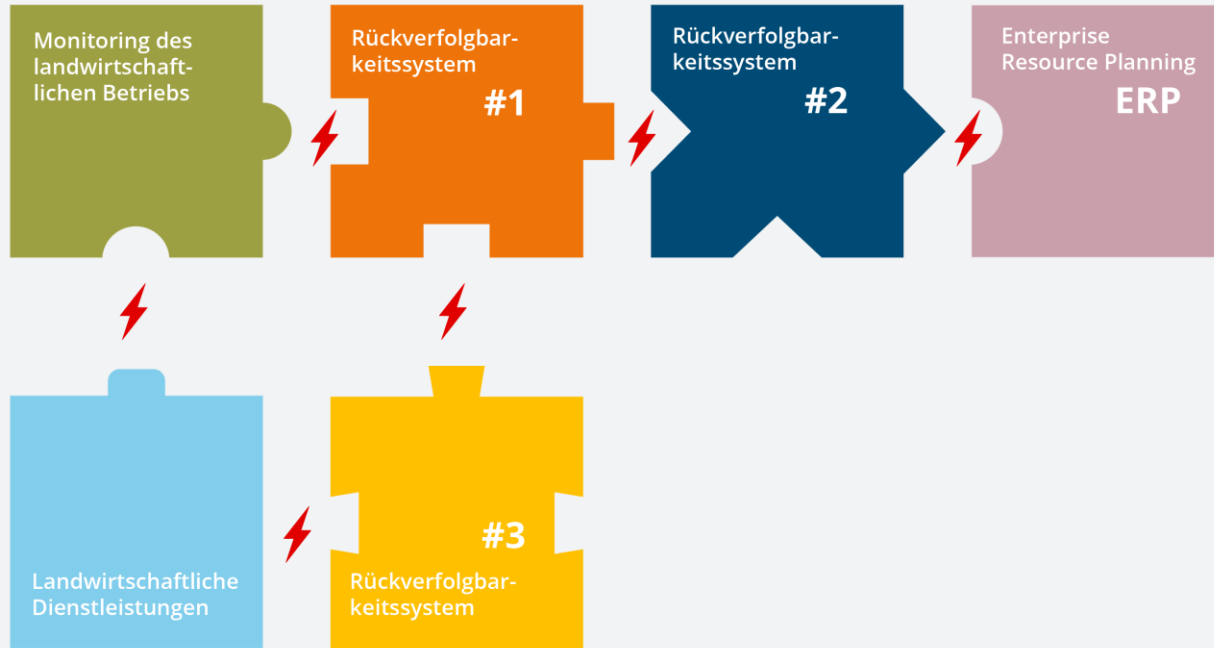 Monitoring des
landwirtschaft-
lichen Betriebs
Rückverfolgbar-
keitssystem
#1
Rückverfolgbar-
keitssystem
#2
Enterprise
Resource Planning
ERP
Landwirtschaftliche
Dienstleistungen
#3
Rückverfolgbar-
keitssystem